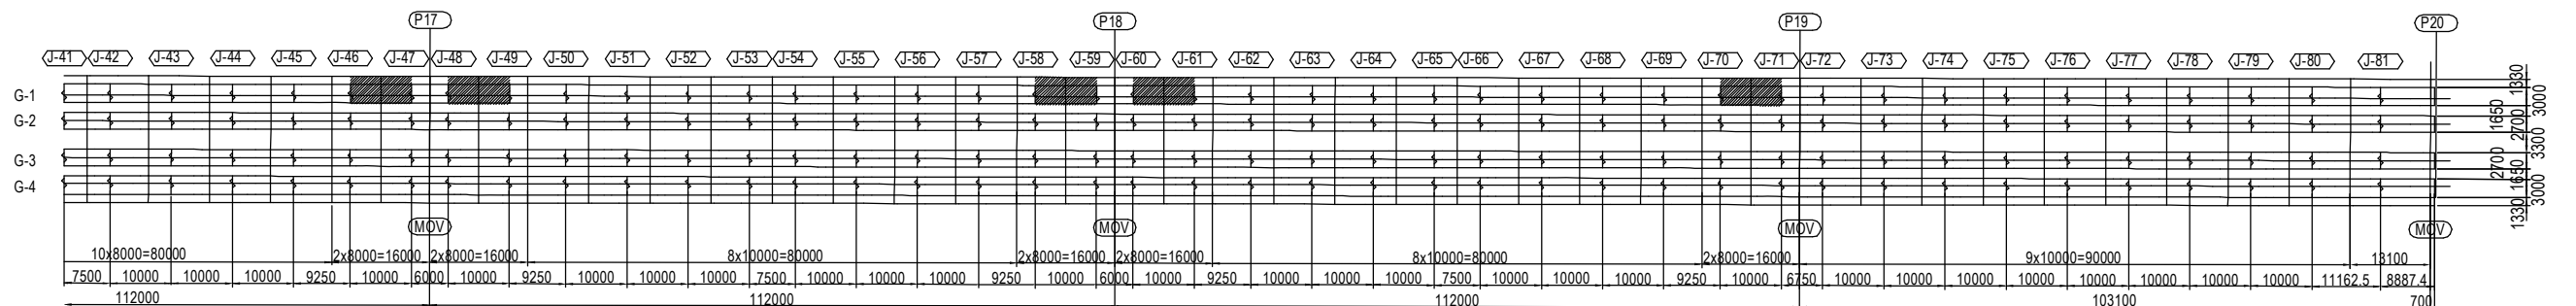 P17 P18 P19 P20
J-41 J-42 J-43 J-44 J-45 J-46 J-47 J-48 J-49 J-50 J-51 J-52 J-53 J-54 J-55 J-56 J-57 J-58 J-59 J-60 J-61 J-62 J-63 J-64 J-65 J-66 J-67 J-68 J-69 J-70 J-71 J-72 J-73 J-74 J-75 J-76 J-77 J-78 J-79 J-80 J-81
G-1
G-2
G-3
G-4
1330 3000 1650 2700 3300 2700 1650 3000 1330
MOV MOV MOV MOV
10x8000=80000 2x8000=16000 2x8000=16000 8x10000=80000 2x8000=16000 2x8000=16000 8x10000=80000 2x8000=16000 9x10000=90000 13100
7500 10000 10000 10000 9250 10000 6000 10000 9250 10000 10000 10000 7500 10000 10000 10000 9250 10000 6000 10000 9250 10000 10000 10000 7500 10000 10000 10000 9250 10000 6750 10000 10000 10000 10000 10000 10000 10000 10000 11162.5 8887.4
112000 112000 112000 103100 700